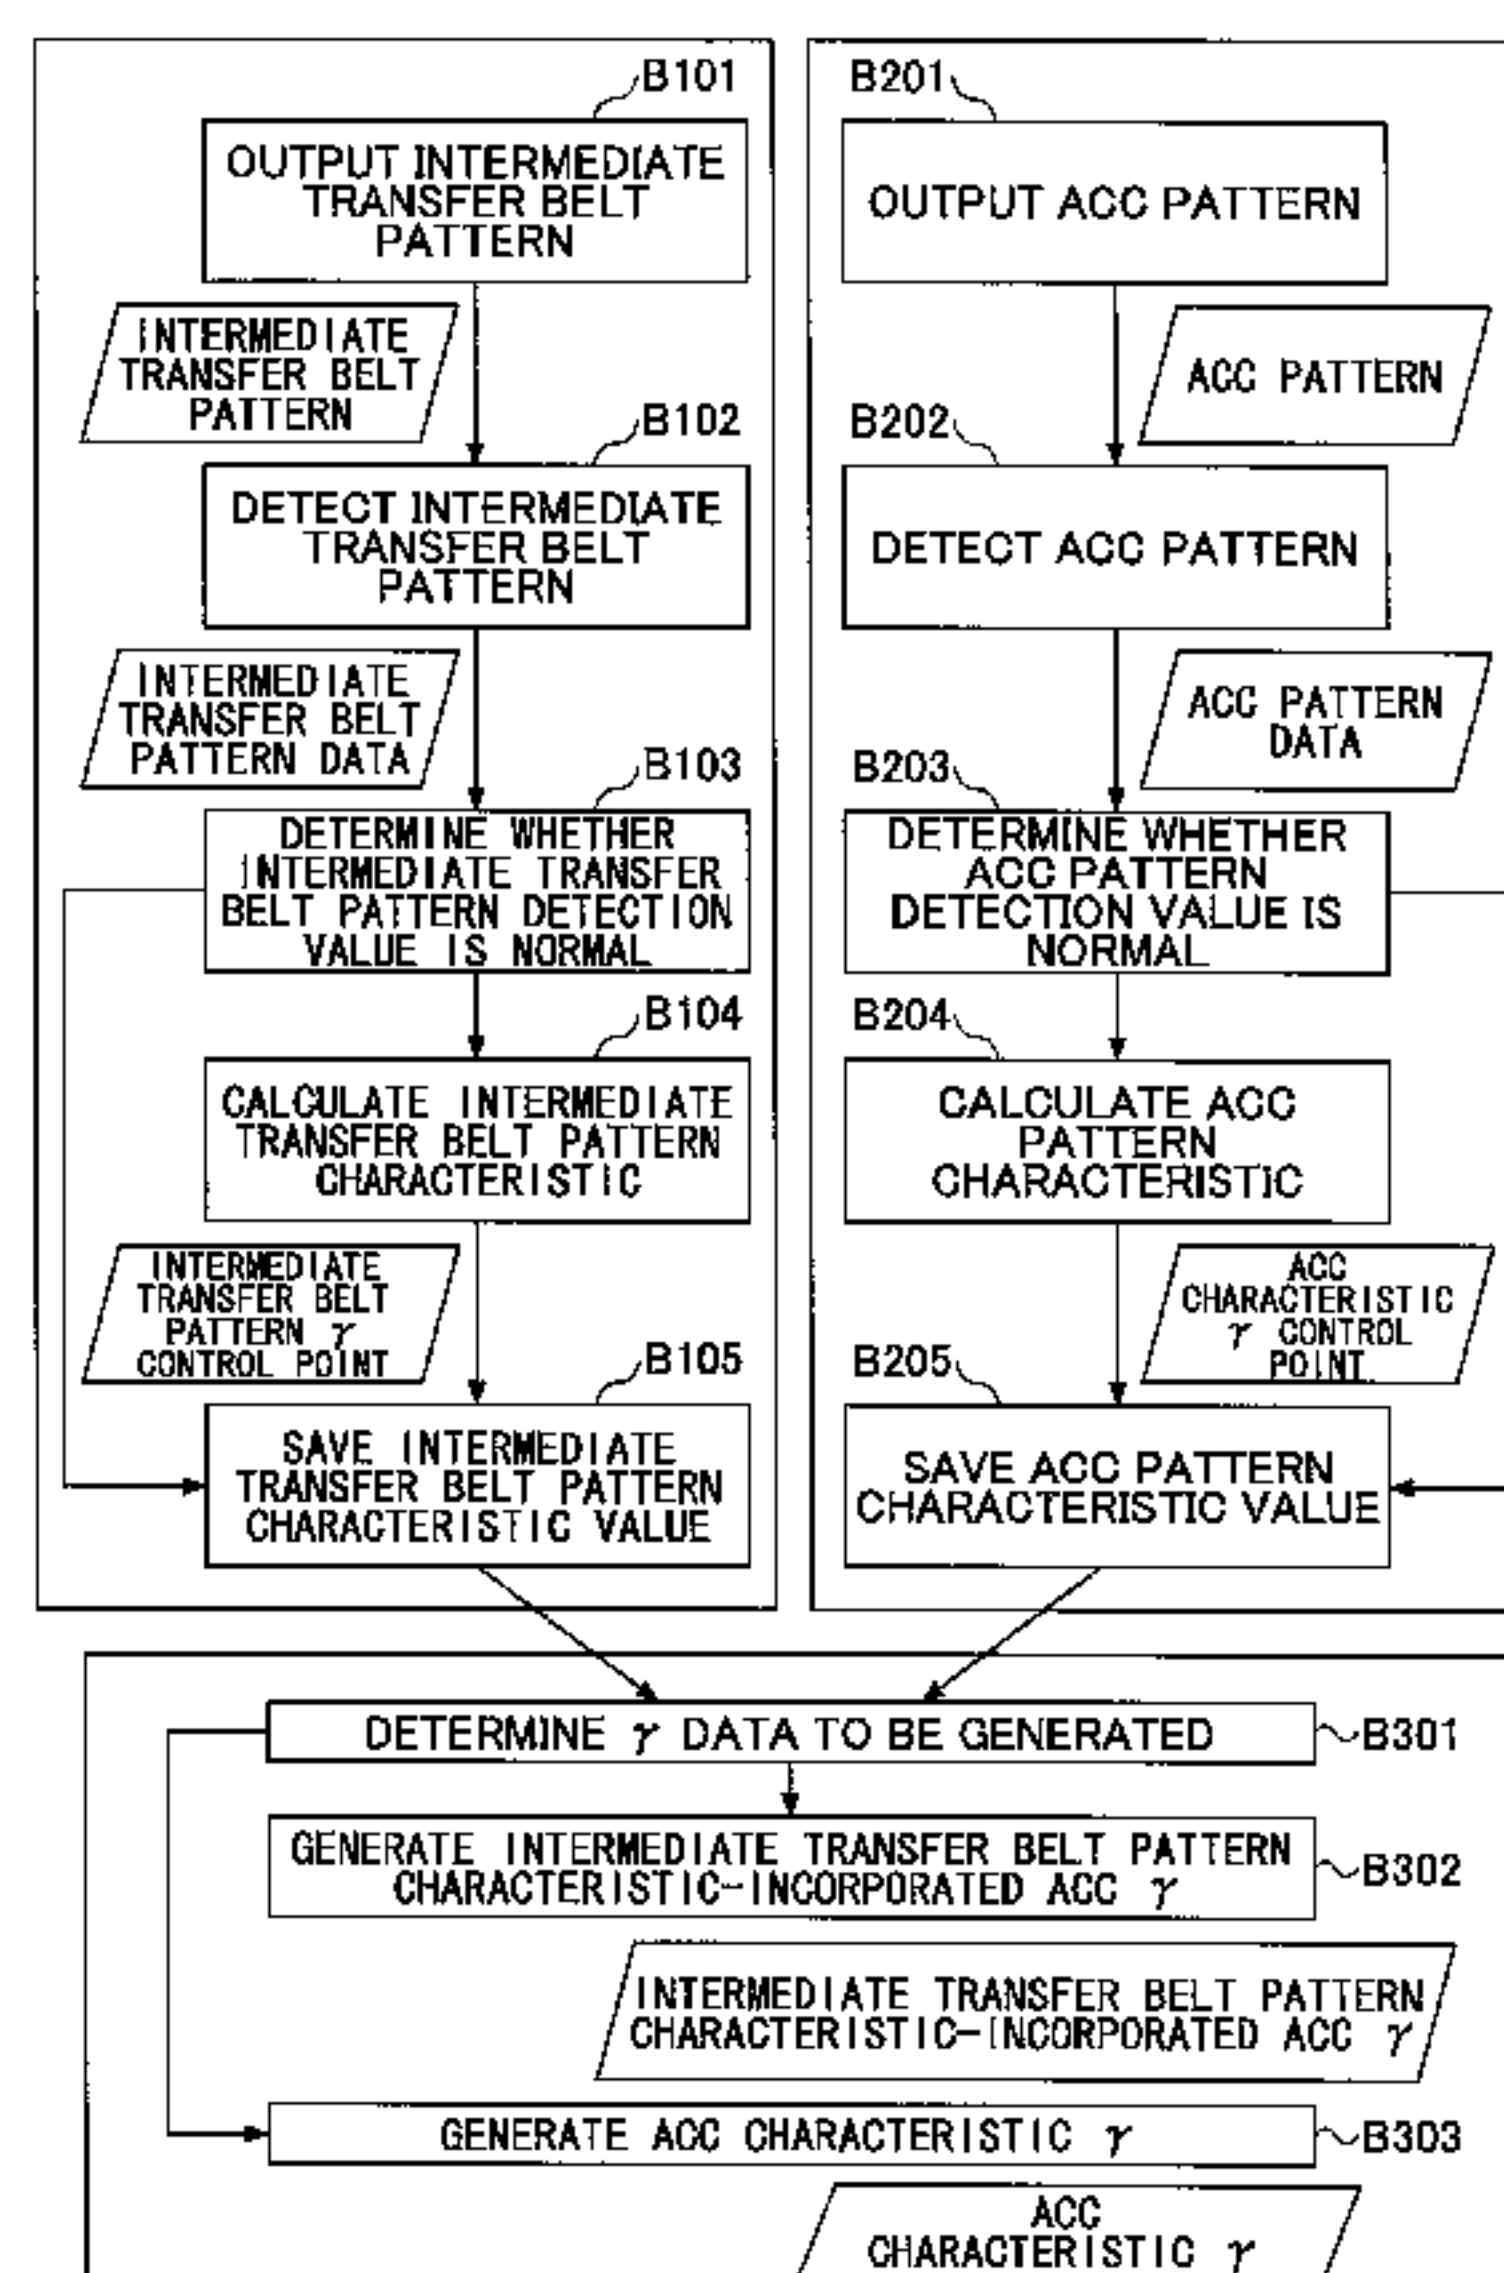 B101
OUTPUT INTERMEDIATE
TRANSFER BELT
PATTERN
INTERMEDIATE
TRANSFER BELT
PATTERN
B102
DETECT INTERMEDIATE
TRANSFER BELT
PATTERN
INTERMEDIATE
TRANSFER BELT
PATTERN DATA
B103
DETERMINE WHETHER
INTERMEDIATE TRANSFER
BELT PATTERN DETECTION
VALUE IS NORMAL
B104
CALCULATE INTERMEDIATE
TRANSFER BELT PATTERN
CHARACTERISTIC
INTERMEDIATE
TRANSFER BELT
PATTERN γ
CONTROL POINT
B105
SAVE INTERMEDIATE
TRANSFER BELT PATTERN
CHARACTERISTIC VALUE
B201
OUTPUT ACC PATTERN
ACC PATTERN
B202
DETECT ACC PATTERN
ACC PATTERN
DATA
B203
DETERMINE WHETHER
ACC PATTERN
DETECTION VALUE IS
NORMAL
B204
CALCULATE ACC
PATTERN
CHARACTERISTIC
ACC
CHARACTERISTIC
γ CONTROL
POINT
B205
SAVE ACC PATTERN
CHARACTERISTIC VALUE
DETERMINE γ DATA TO BE GENERATED
B301
GENERATE INTERMEDIATE TRANSFER BELT PATTERN
CHARACTERISTIC-INCORPORATED ACC γ
B302
INTERMEDIATE TRANSFER BELT PATTERN
CHARACTERISTIC-INCORPORATED ACC γ
GENERATE ACC CHARACTERISTIC γ
B303
ACC
CHARACTERISTIC γ